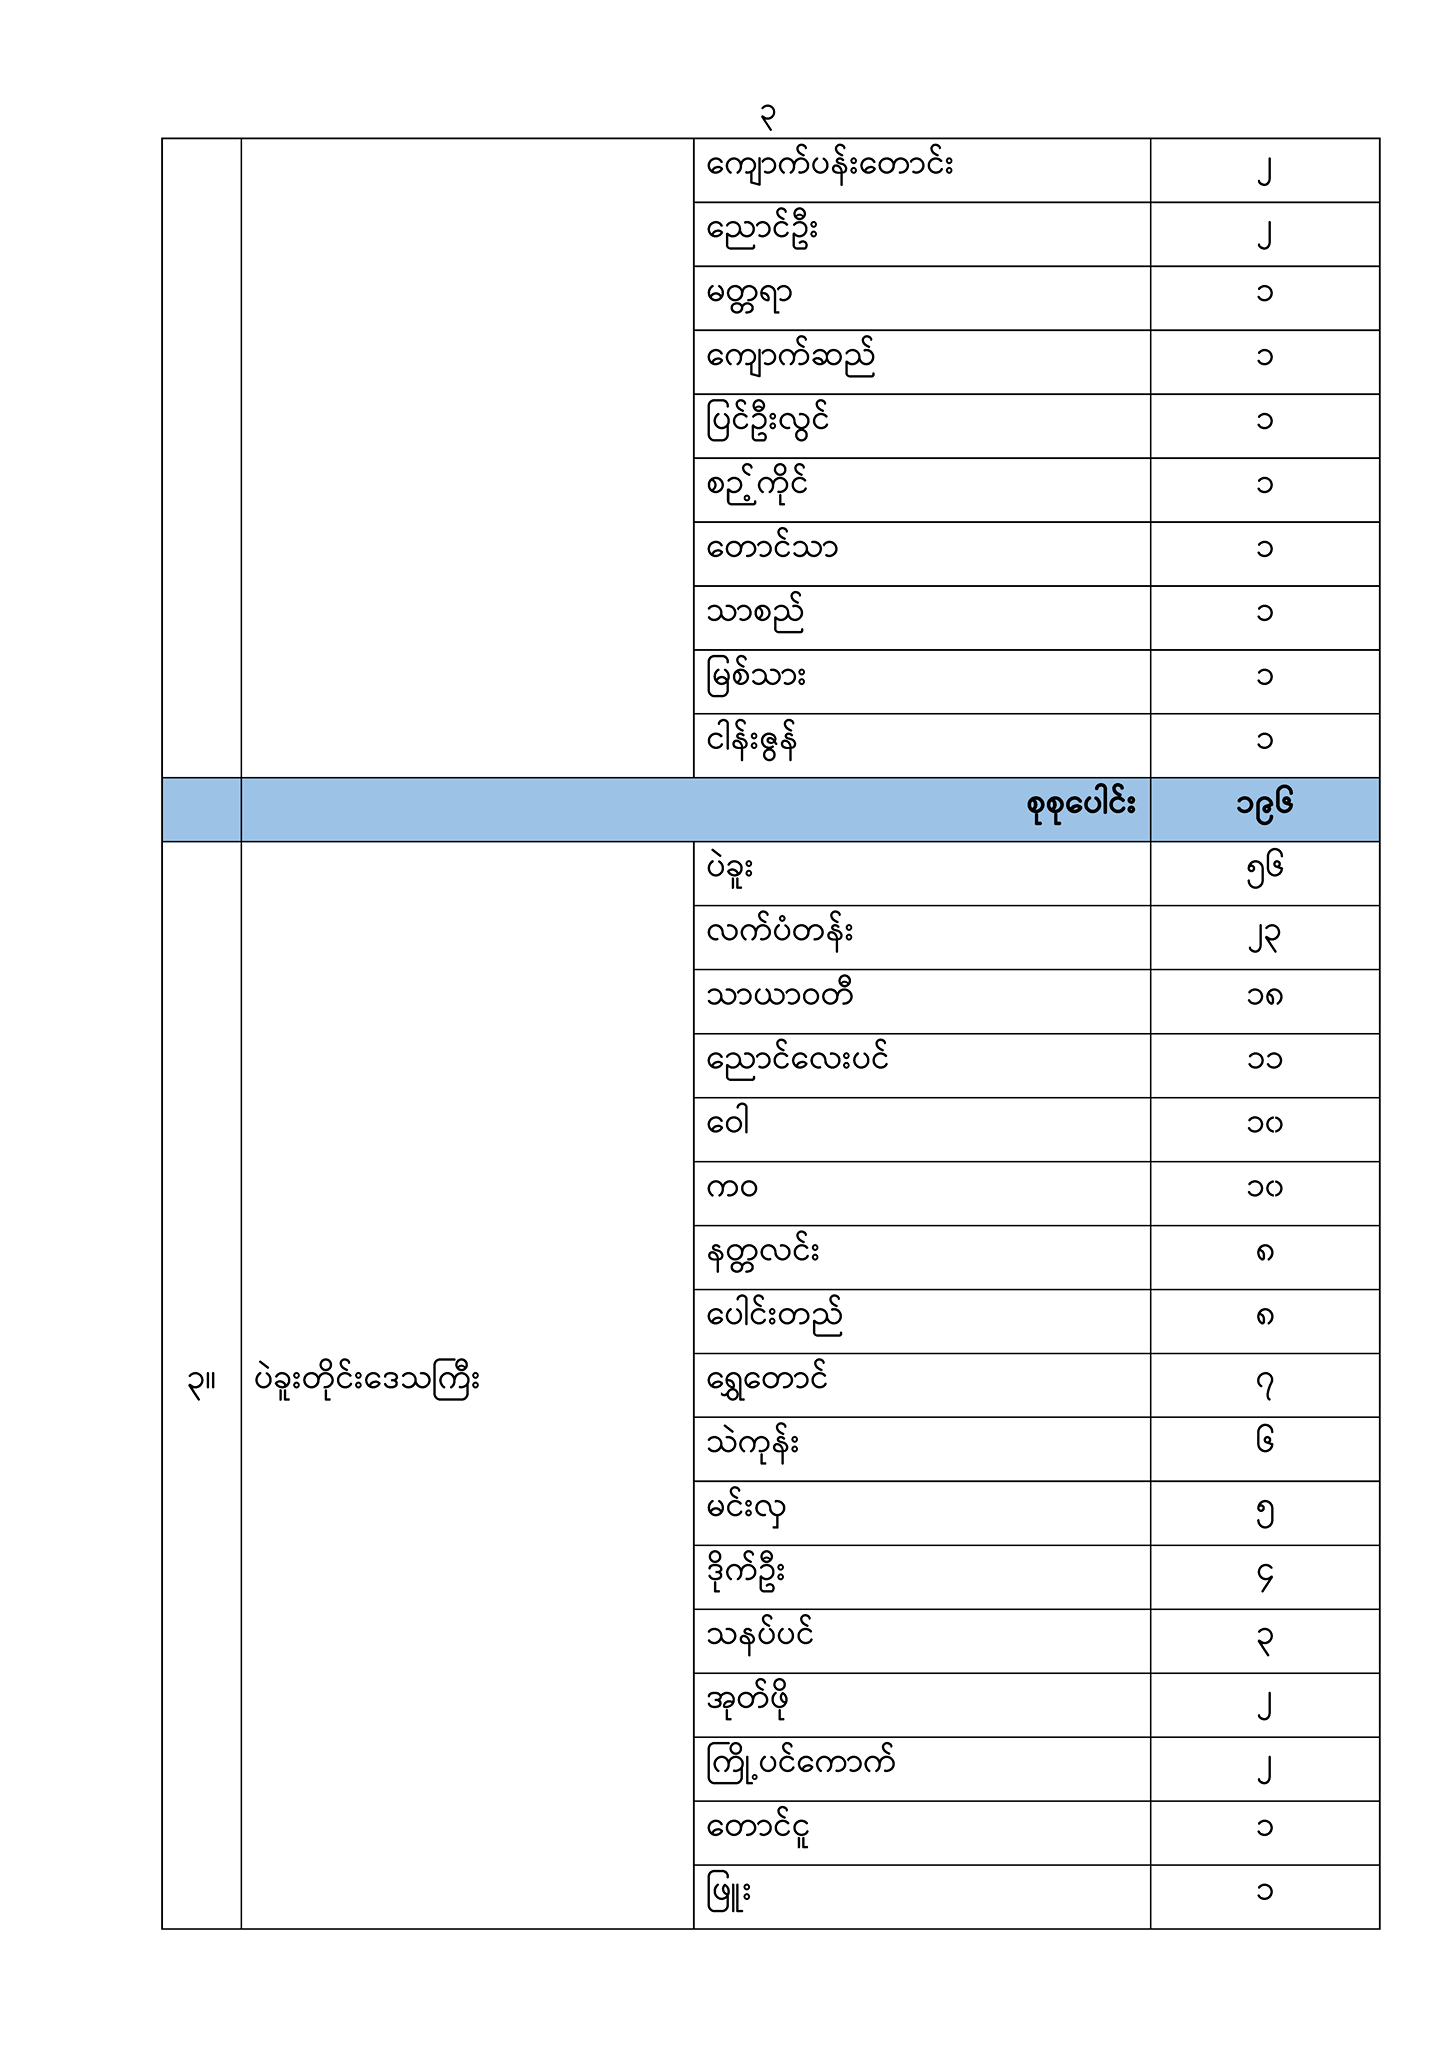 ၃
ကျောက်ပန်းတောင်း ၂
ညောင်ဦး ၂
မတ္တရာ ၁
ကျောက်ဆည် ၁
ပြင်ဦးလွင် ၁
စဉ့်ကိုင် ၁
တောင်သာ ၁
သာစည် ၁
မြစ်သား ၁
ငါန်းဇွန် ၁
စုစုပေါင်း ၁၉၆
ပဲခူး ၅၆
လက်ပံတန်း ၂၃
သာယာဝတီ ၁၈
ညောင်လေးပင် ၁၁
ဝေါ ၁၀
ကဝ ၁၀
နတ္တလင်း ၈
ပေါင်းတည် ၈
၃။ ပဲခူးတိုင်းဒေသကြီး ရွှေတောင် ၇
သဲကုန်း ၆
မင်းလှ ၅
ဒိုက်ဦး ၄
သနပ်ပင် ၃
အုတ်ဖို ၂
ကြို့ပင်ကောက် ၂
တောင်ငူ ၁
ဖြူး ၁